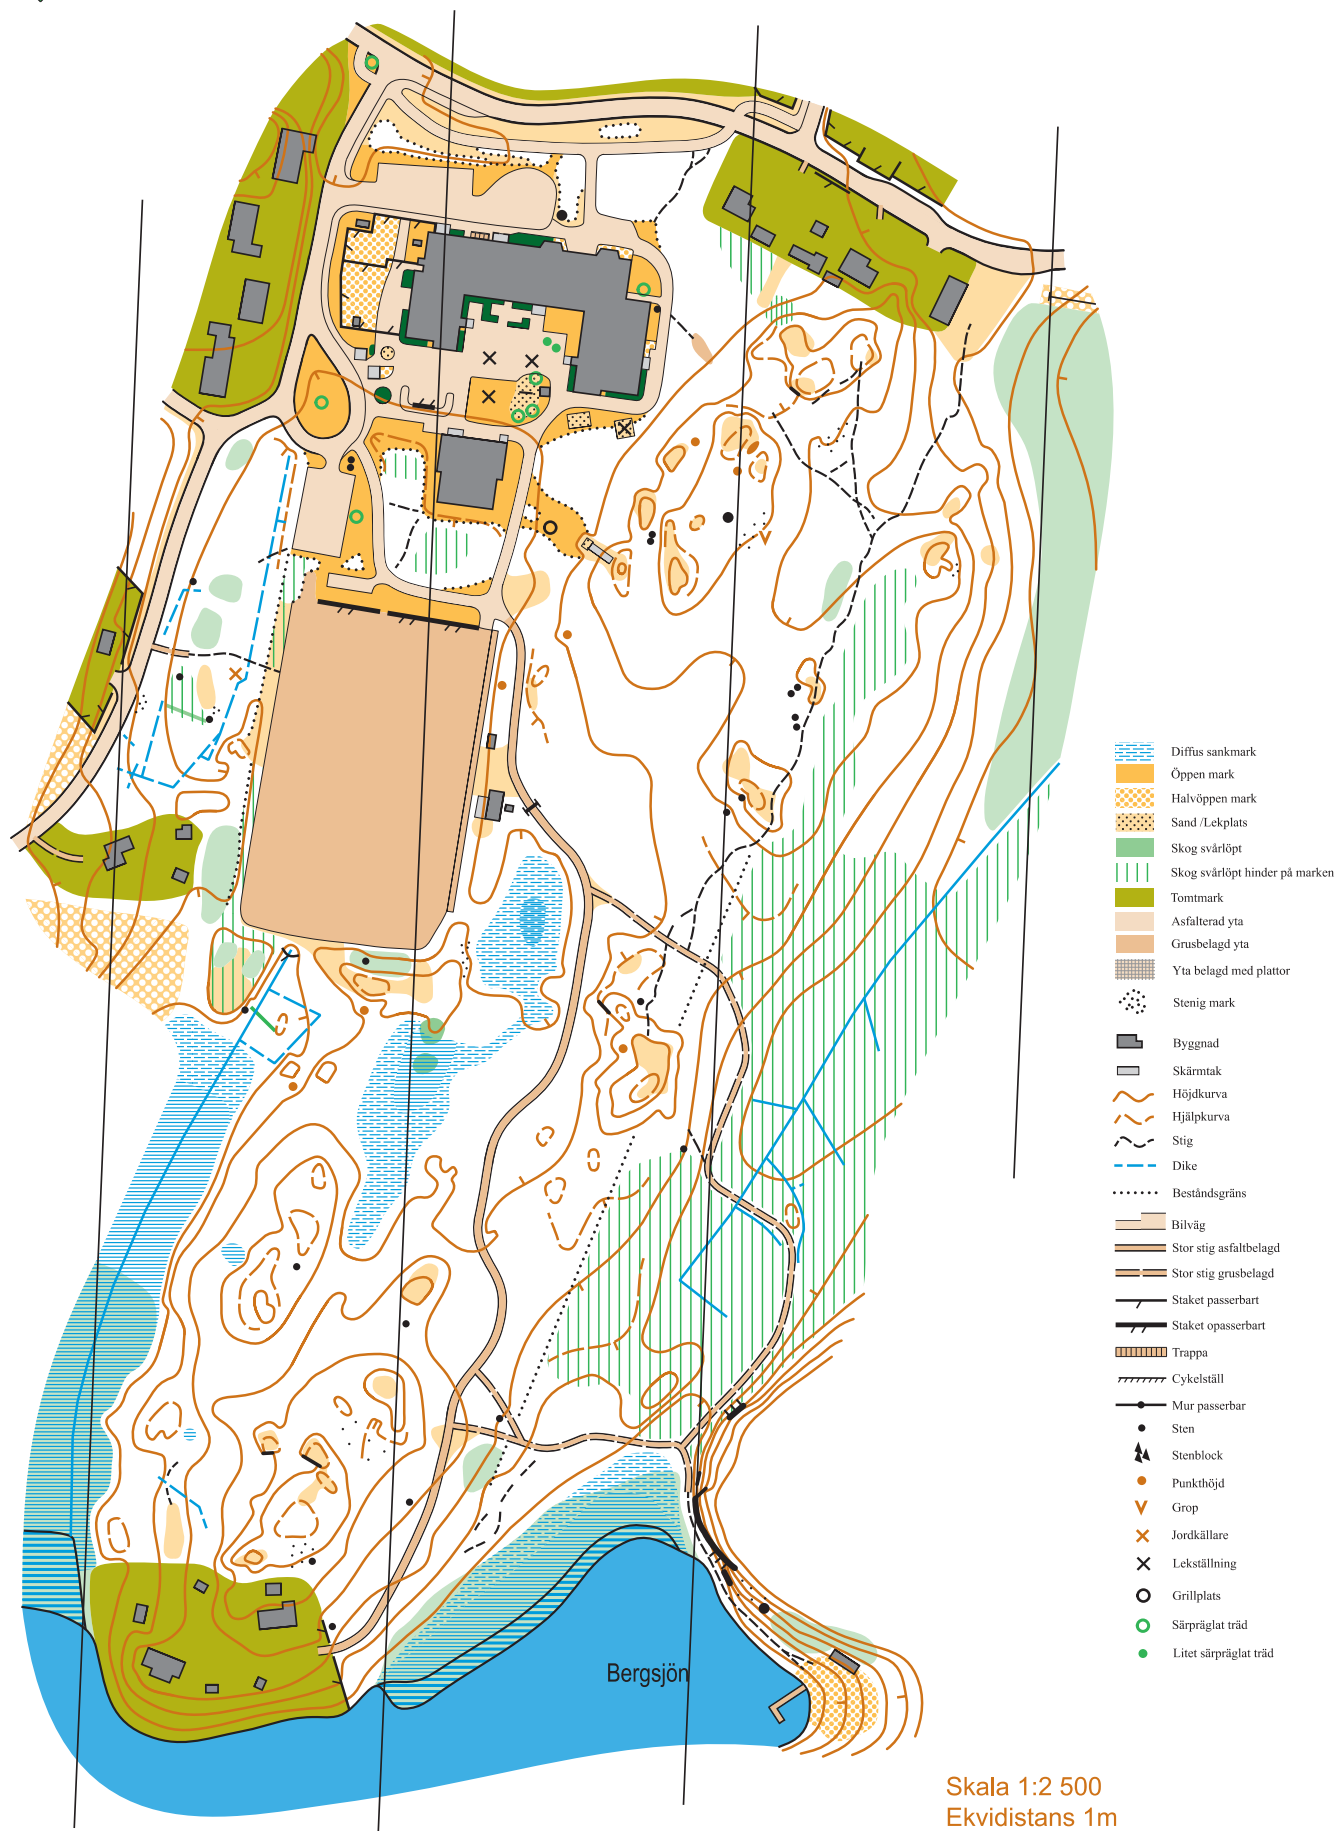 Diffus sankmark
Öppen mark
Halvöppen mark
Sand /Lekplats
Skog svårlöpt
Skog svårlöpt hinder på marken
Tomtmark
Asfalterad yta
Grusbelagd yta
Yta belagd med plattor
Stenig mark
Byggnad
Skärmtak
Höjdkurva
Hjälpkurva
Stig
Dike
Beståndsgräns
Bilväg
Stor stig asfaltbelagd
Stor stig grusbelagd
Staket passerbart
Staket opasserbart
Trappa
Cykelställ
Mur passerbar
Sten
Stenblock
Punkthöjd
Grop
Jordkällare
Lekställning
Grillplats
Särpräglat träd
Litet särpräglat träd
Bergsjön
Skala 1:2 500
Ekvidistans 1m